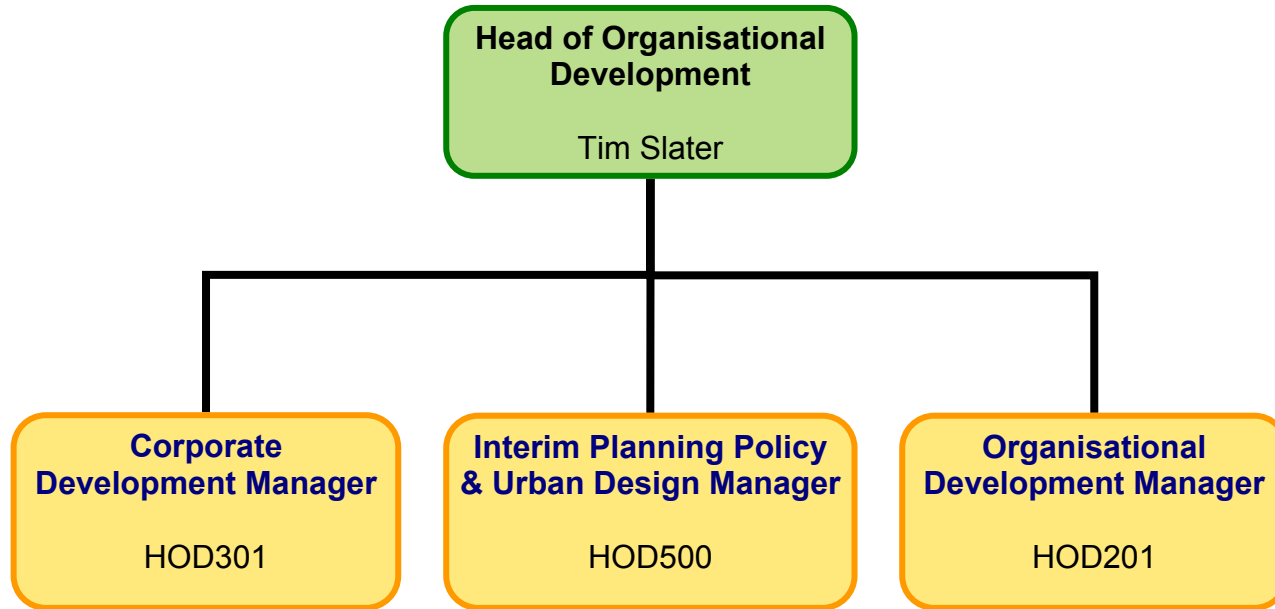 Head of Organisational
Development
Tim Slater
Corporate
Development Manager
HOD301
Interim Planning Policy
& Urban Design Manager
HOD500
Organisational
Development Manager
HOD201